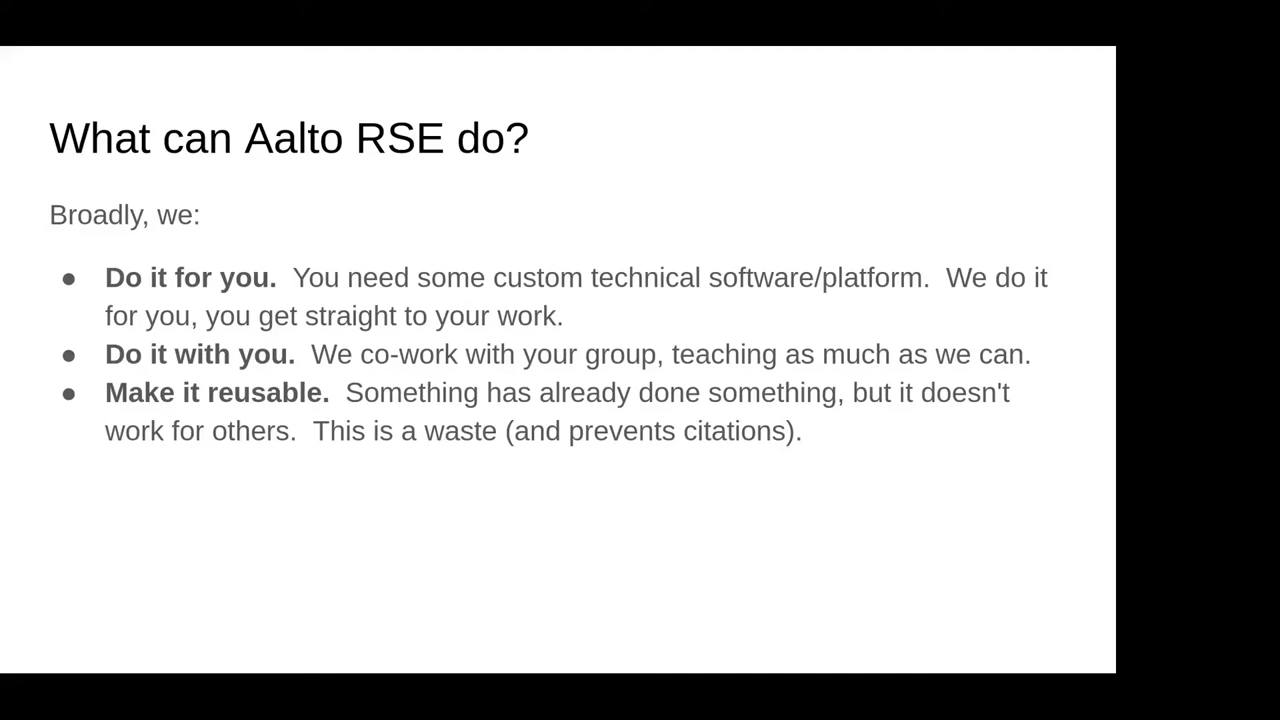 What can Aalto RSE do?
Broadly, we:
● Do it for you.  You need some custom technical software/platform.  We do it
for you, you get straight to your work.
● Do it with you.  We co-work with your group, teaching as much as we can.
● Make it reusable.  Something has already done something, but it doesn't
work for others.  This is a waste (and prevents citations).